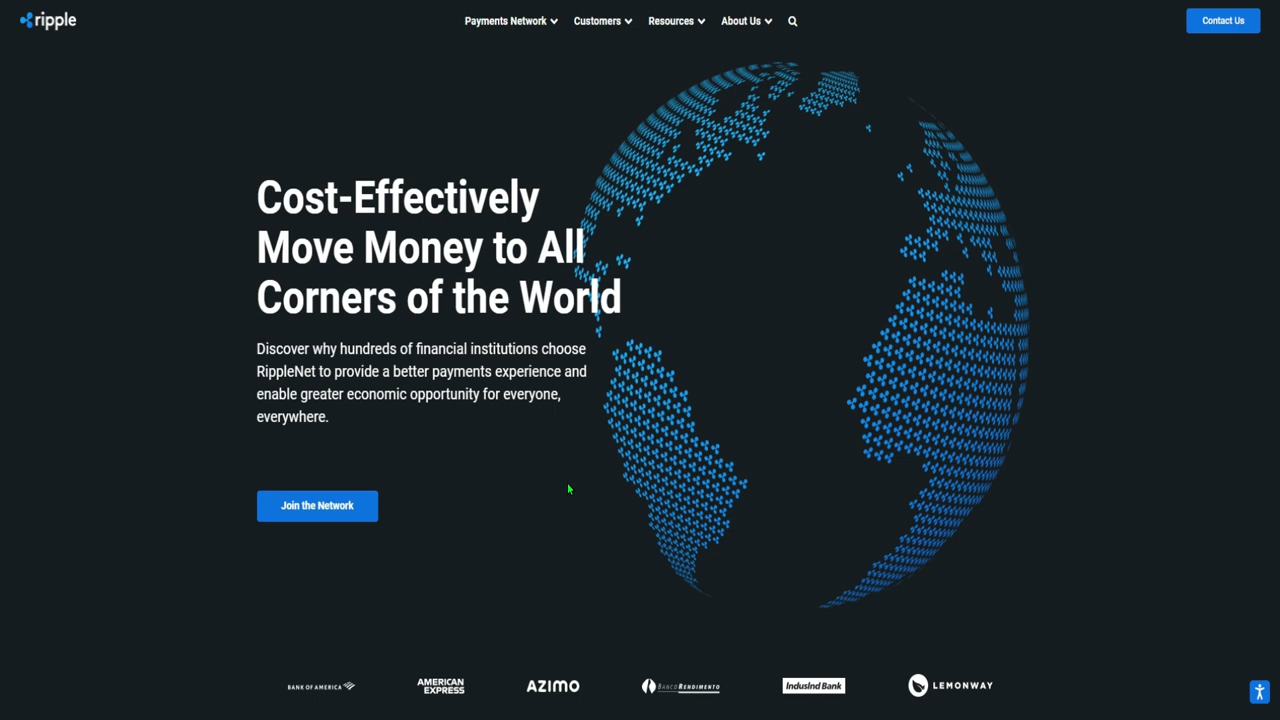 ripple
Payments Network
Customers
Resources
About Us
Contact Us
Cost-Effectively
Move Money to All
Corners of the World
Discover why hundreds of financial institutions choose
RippleNet to provide a better payments experience and
enable greater economic opportunity for everyone,
everywhere.
Join the Network
BANK OF AMERICA
AMERICAN
EXPRESS
AZIMO
BANCO RENDIMENTO
IndusInd Bank
LEMONWAY